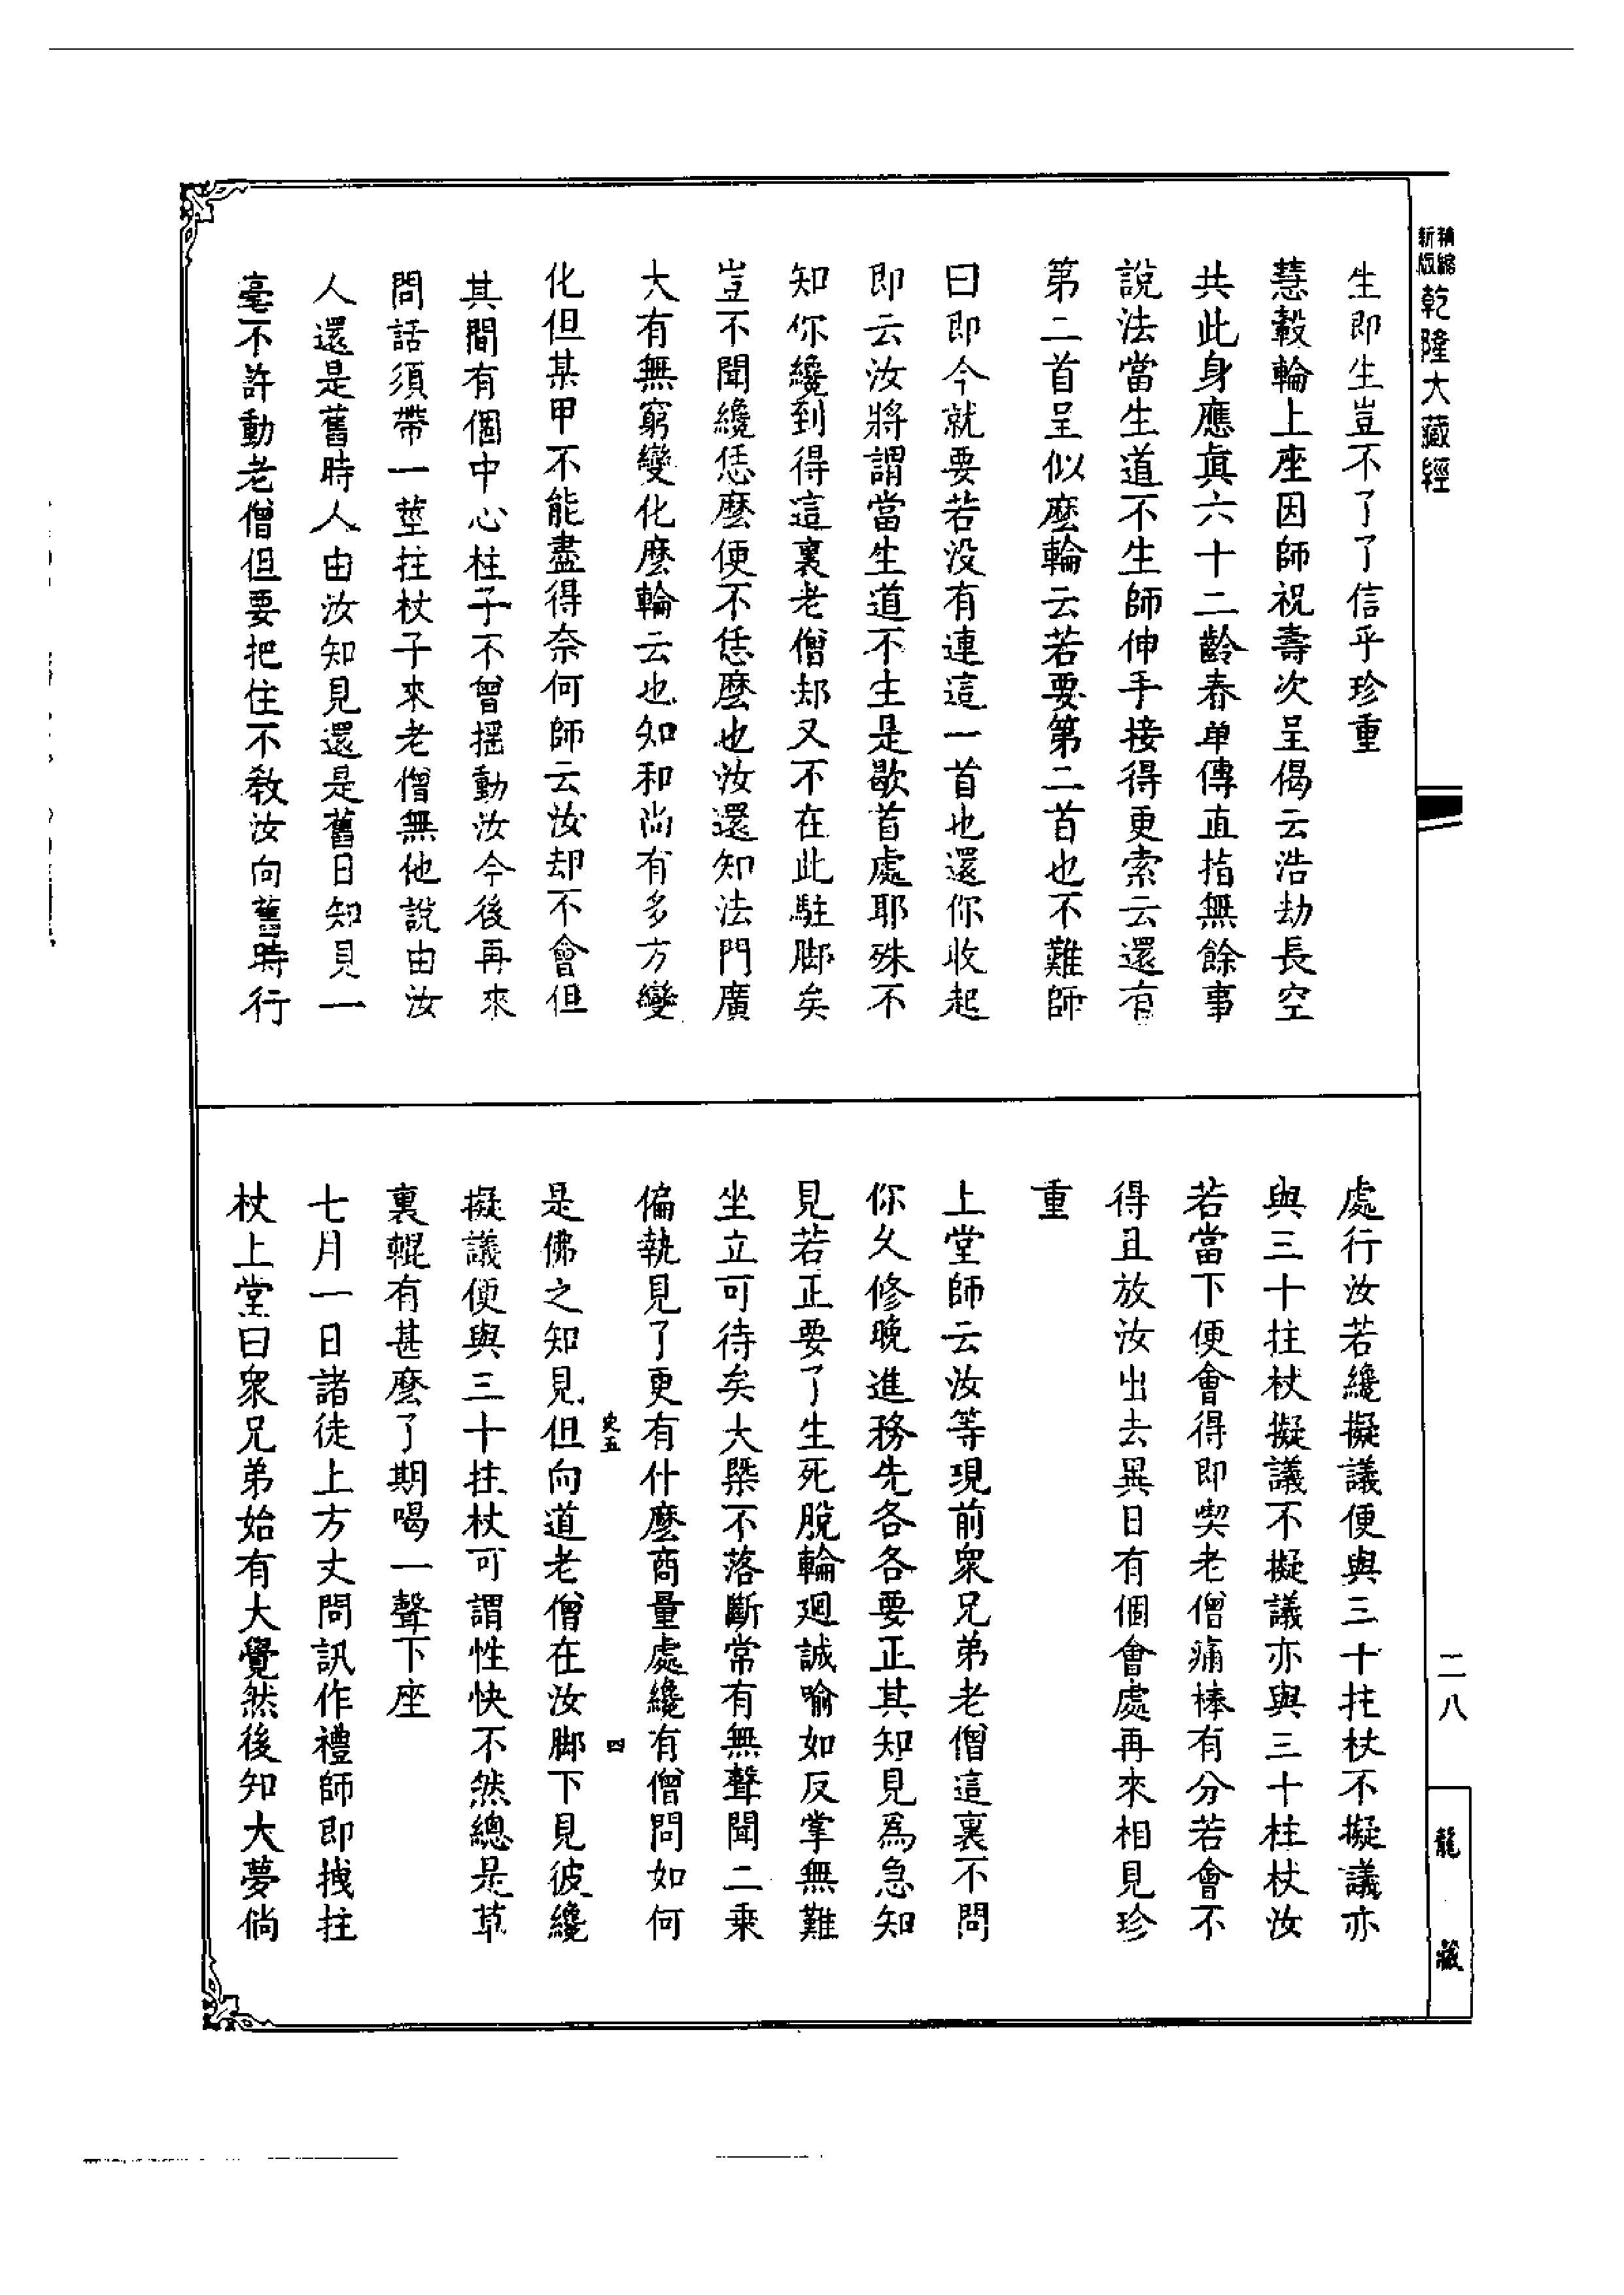 新版精縮
乾隆大藏經
生即生豈不了了信乎珍重
慧轂輪上座因師祝壽次呈偈云浩劫長空
共此身應真六十二齡春单傳直指無餘事
說法當生道不生師伸手接得更索云還有
第二首呈似麽輪云若要第二首也不難師
曰即今就要若没有連這一首也還你收起
即云汝將謂當生道不生是歇首處耶殊不
知你纔到得這裏老僧却又不在此駐脚矣
豈不聞纔恁麽便不恁麽也汝還知法門廣
大有無窮變化麽輪云也知和尚有多方變
化但某甲不能盡得奈何師云汝却不會但
其間有個中心柱子不曾摇動汝今後再來
問話須帶一莖拄杖子來老僧無他說由汝
人還是舊時人由汝知見還是舊日知見一
毫不許動老僧但要把住不教汝向舊時行
處行汝若纔擬議便與三十拄杖不擬議亦
與三十拄杖擬議不擬議亦與三十柱杖汝
若當下便會得即喫老僧痛棒有分若會不
得且放汝出去異日有個會處再來相見珍
重
上堂師云汝等現前衆兄弟老僧這裏不問
你久修晚進務先各各要正其知見爲急知
見若正要了生死脫輪廻誠喻如反掌無難
坐立可待矣大槩不落斷常有無聲聞二乗
偏執見了更有什麽商量處纔有僧問如何
史五
四
是佛之知見但向道老僧在汝脚下見彼纔
擬議便與三十拄杖可謂性快不然總是草
裏輥有甚麽了期喝一聲下座
七月一日諸徒上方丈問訊作禮師即拽拄
杖上堂曰衆兄弟始有大覺然後知大夢倘
二八
龍藏